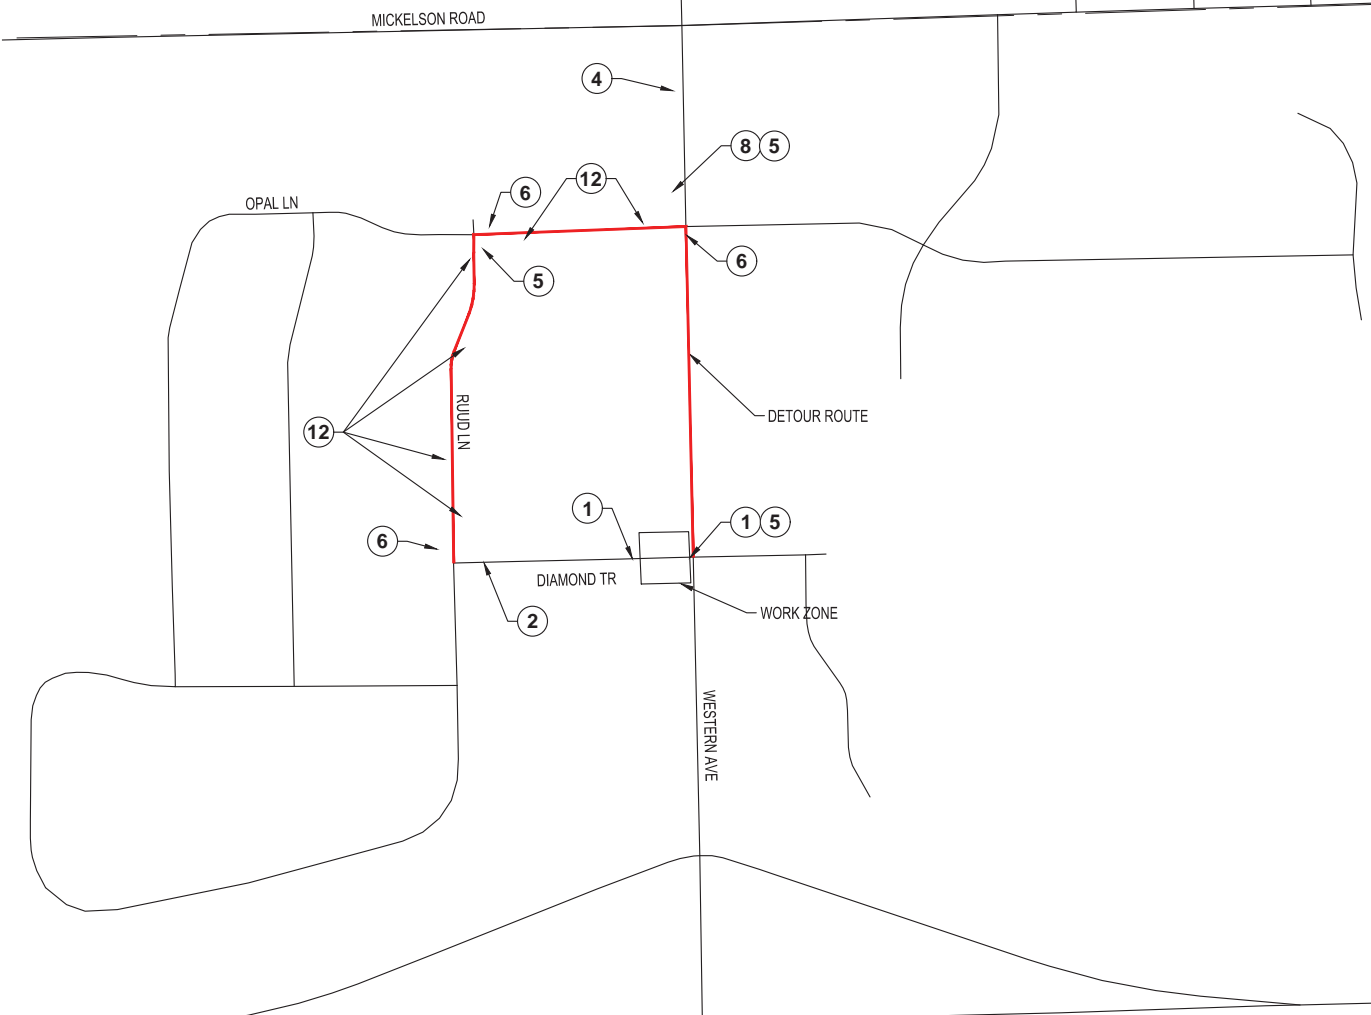 MICKELSON ROAD
4
8 5
12
6
OPAL LN
6
5
RUUD LN
DETOUR ROUTE
12
1
1 5
6
DIAMOND TR
WORK ZONE
2
WESTERN AVE